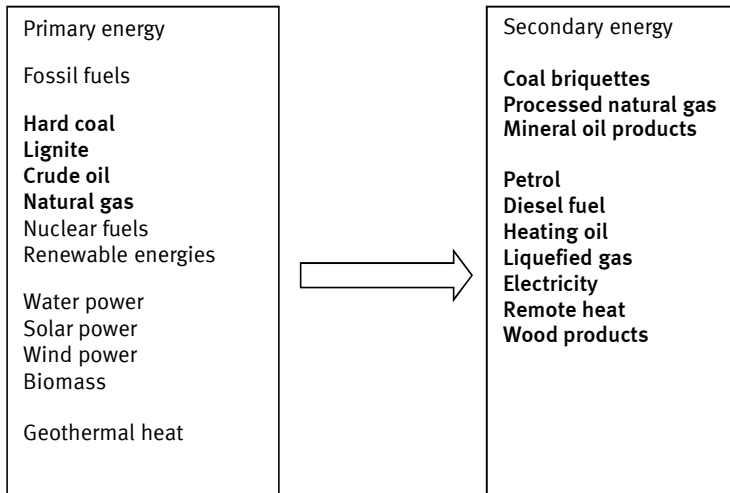 Primary energy
Fossil fuels
Hard coal
Lignite
Crude oil
Natural gas
Nuclear fuels
Renewable energies
Water power
Solar power
Wind power
Biomass
Geothermal heat
Secondary energy
Coal briquettes
Processed natural gas
Mineral oil products
Petrol
Diesel fuel
Heating oil
Liquefied gas
Electricity
Remote heat
Wood products